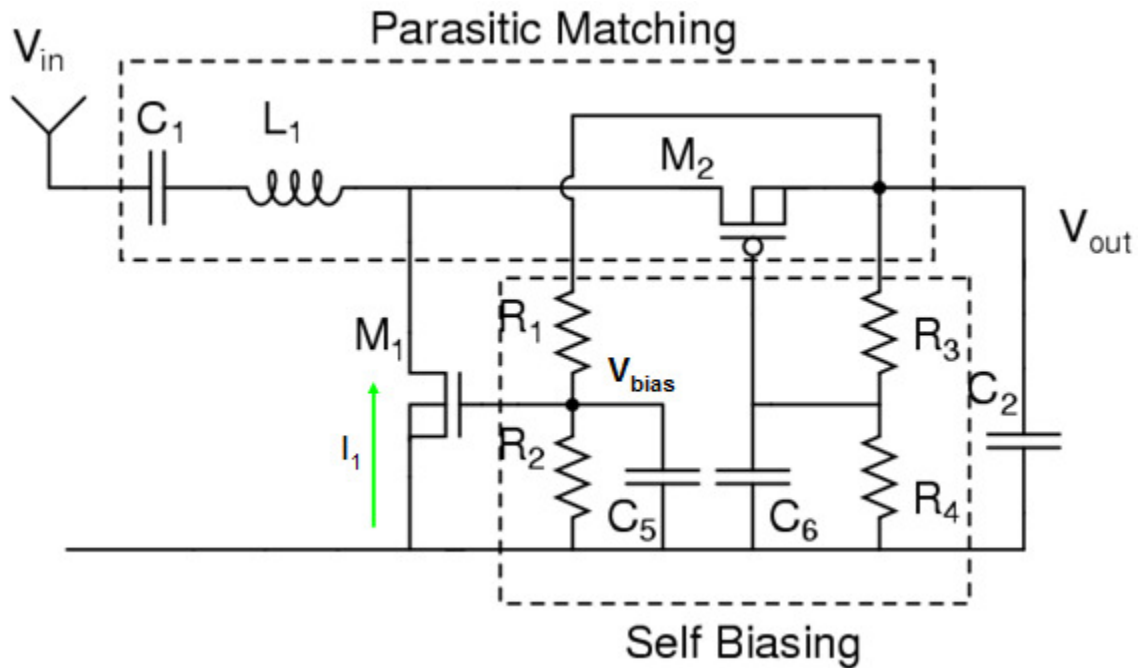 Parasitic Matching
V_in
C_1
L_1
M_2
V_out
R_1
M_1
V_bias
R_3
C_2
R_2
I_1
C_5
C_6
R_4
Self Biasing